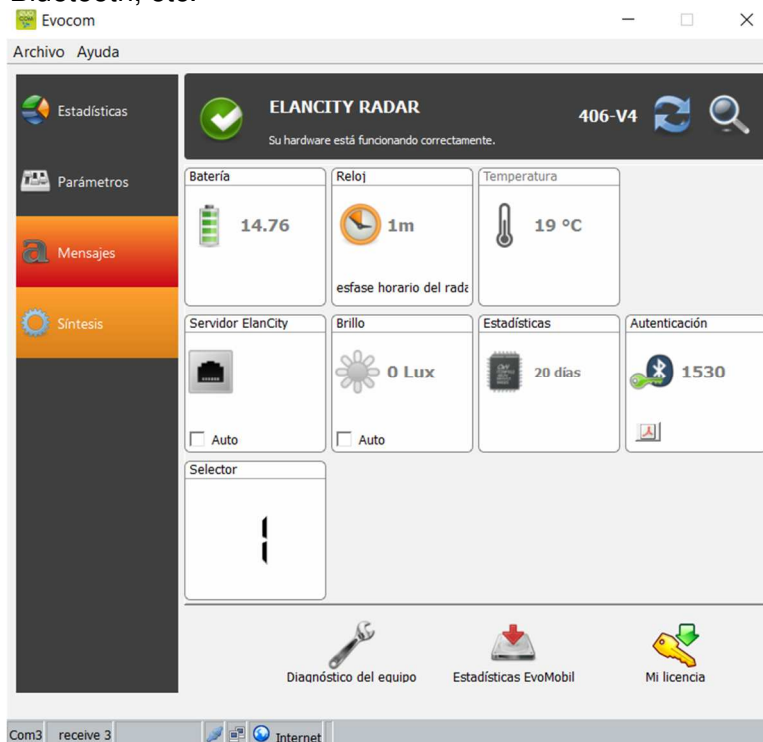 Evocom
Archivo Ayuda
Estadísticas
Parámetros
Mensajes
Síntesis
ELANCITY RADAR
Su hardware está funcionando correctamente.
406-V4
Batería
14.76
Reloj
1m
esfase horario del rada
Temperatura
19 °C
Servidor ElanCity
Auto
Brillo
0 Lux
Auto
Estadísticas
20 días
Autenticación
1530
Selector
1
Diagnóstico del equipo
Estadísticas EvoMobil
Mi licencia
Com3 receive 3 Internet